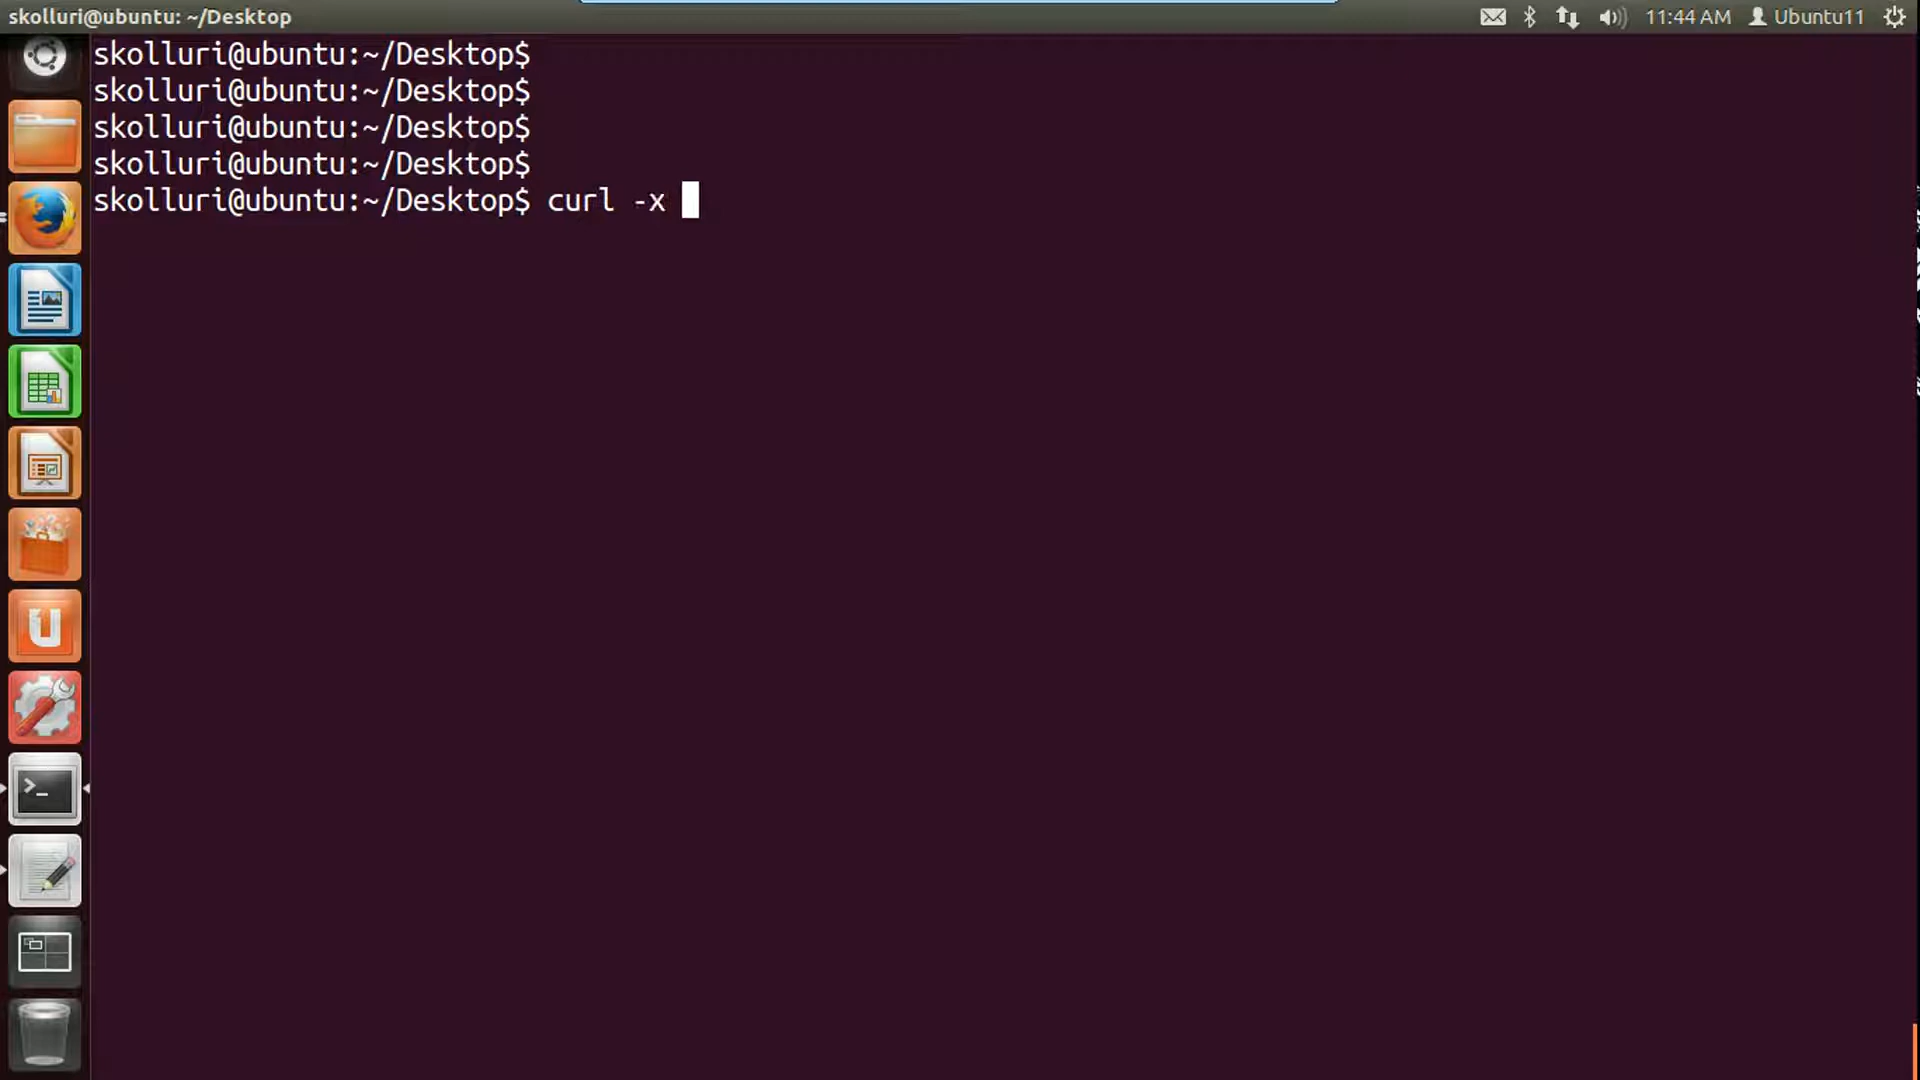 skolluri@ubuntu: ~/Desktop
11:44 AM
Ubuntu11
skolluri@ubuntu:~/Desktop$
skolluri@ubuntu:~/Desktop$
skolluri@ubuntu:~/Desktop$
skolluri@ubuntu:~/Desktop$
skolluri@ubuntu:~/Desktop$ curl -x